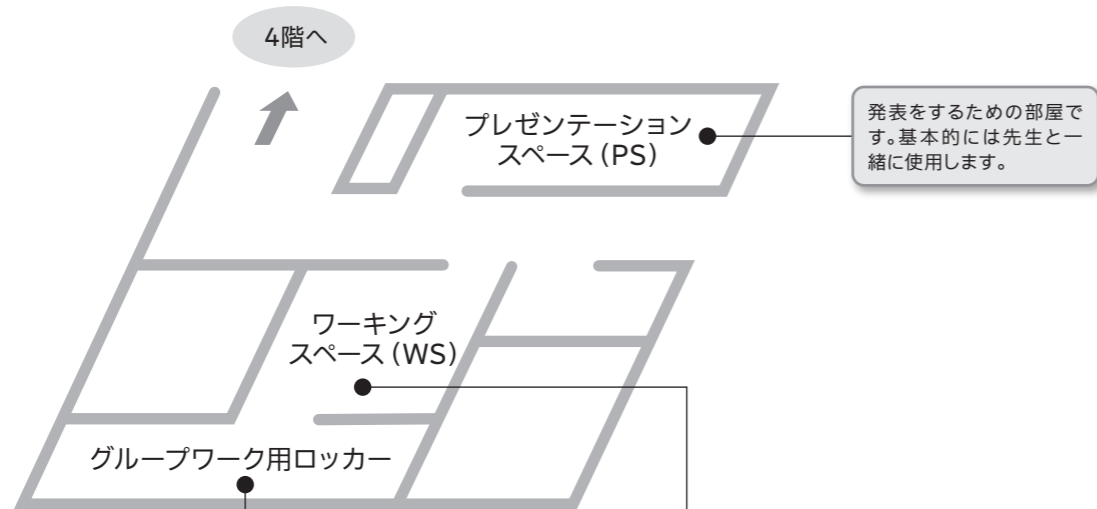 4階へ
プレゼンテーション
スペース(PS)
発表をするための部屋で
す。基本的には先生と一
緒に使用します。
ワーキング
スペース(WS)
グループワーク用ロッカー